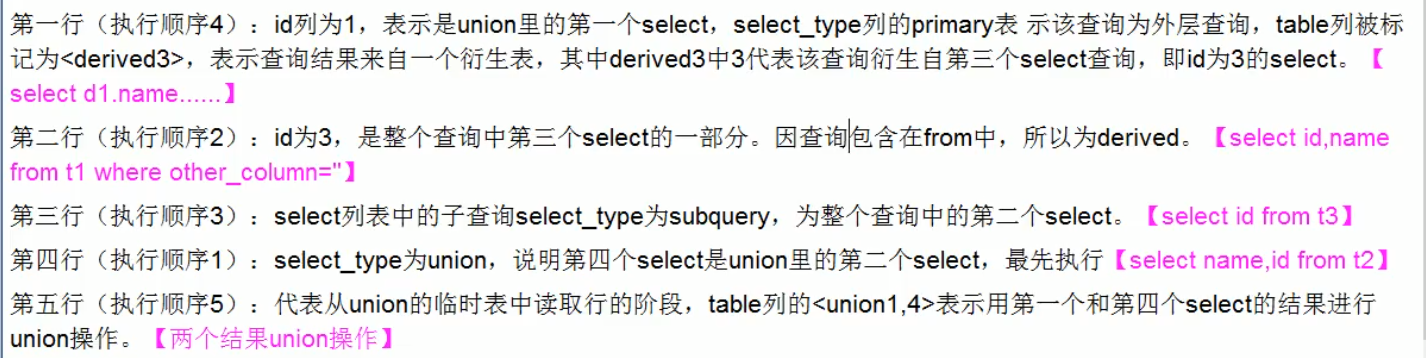 第一行（执行顺序4）：id列为1，表示是union里的第一个select，select_type列的primary表 示该查询为外层查询，table列被标
记为<derived3>，表示查询结果来自一个衍生表，其中derived3中3代表该查询衍生自第三个select查询，即id为3的select。【
select d1.name......】
第二行（执行顺序2）：id为3，是整个查询中第三个select的一部分。因查询包含在from中，所以为derived。【select id,name
from t1 where other_column=''】
第三行（执行顺序3）：select列表中的子查询select_type为subquery，为整个查询中的第二个select。【select id from t3】
第四行（执行顺序1）：select_type为union，说明第四个select是union里的第二个select，最先执行【select name,id from t2】
第五行（执行顺序5）：代表从union的临时表中读取行的阶段，table列的<union1,4>表示用第一个和第四个select的结果进行
union操作。【两个结果union操作】